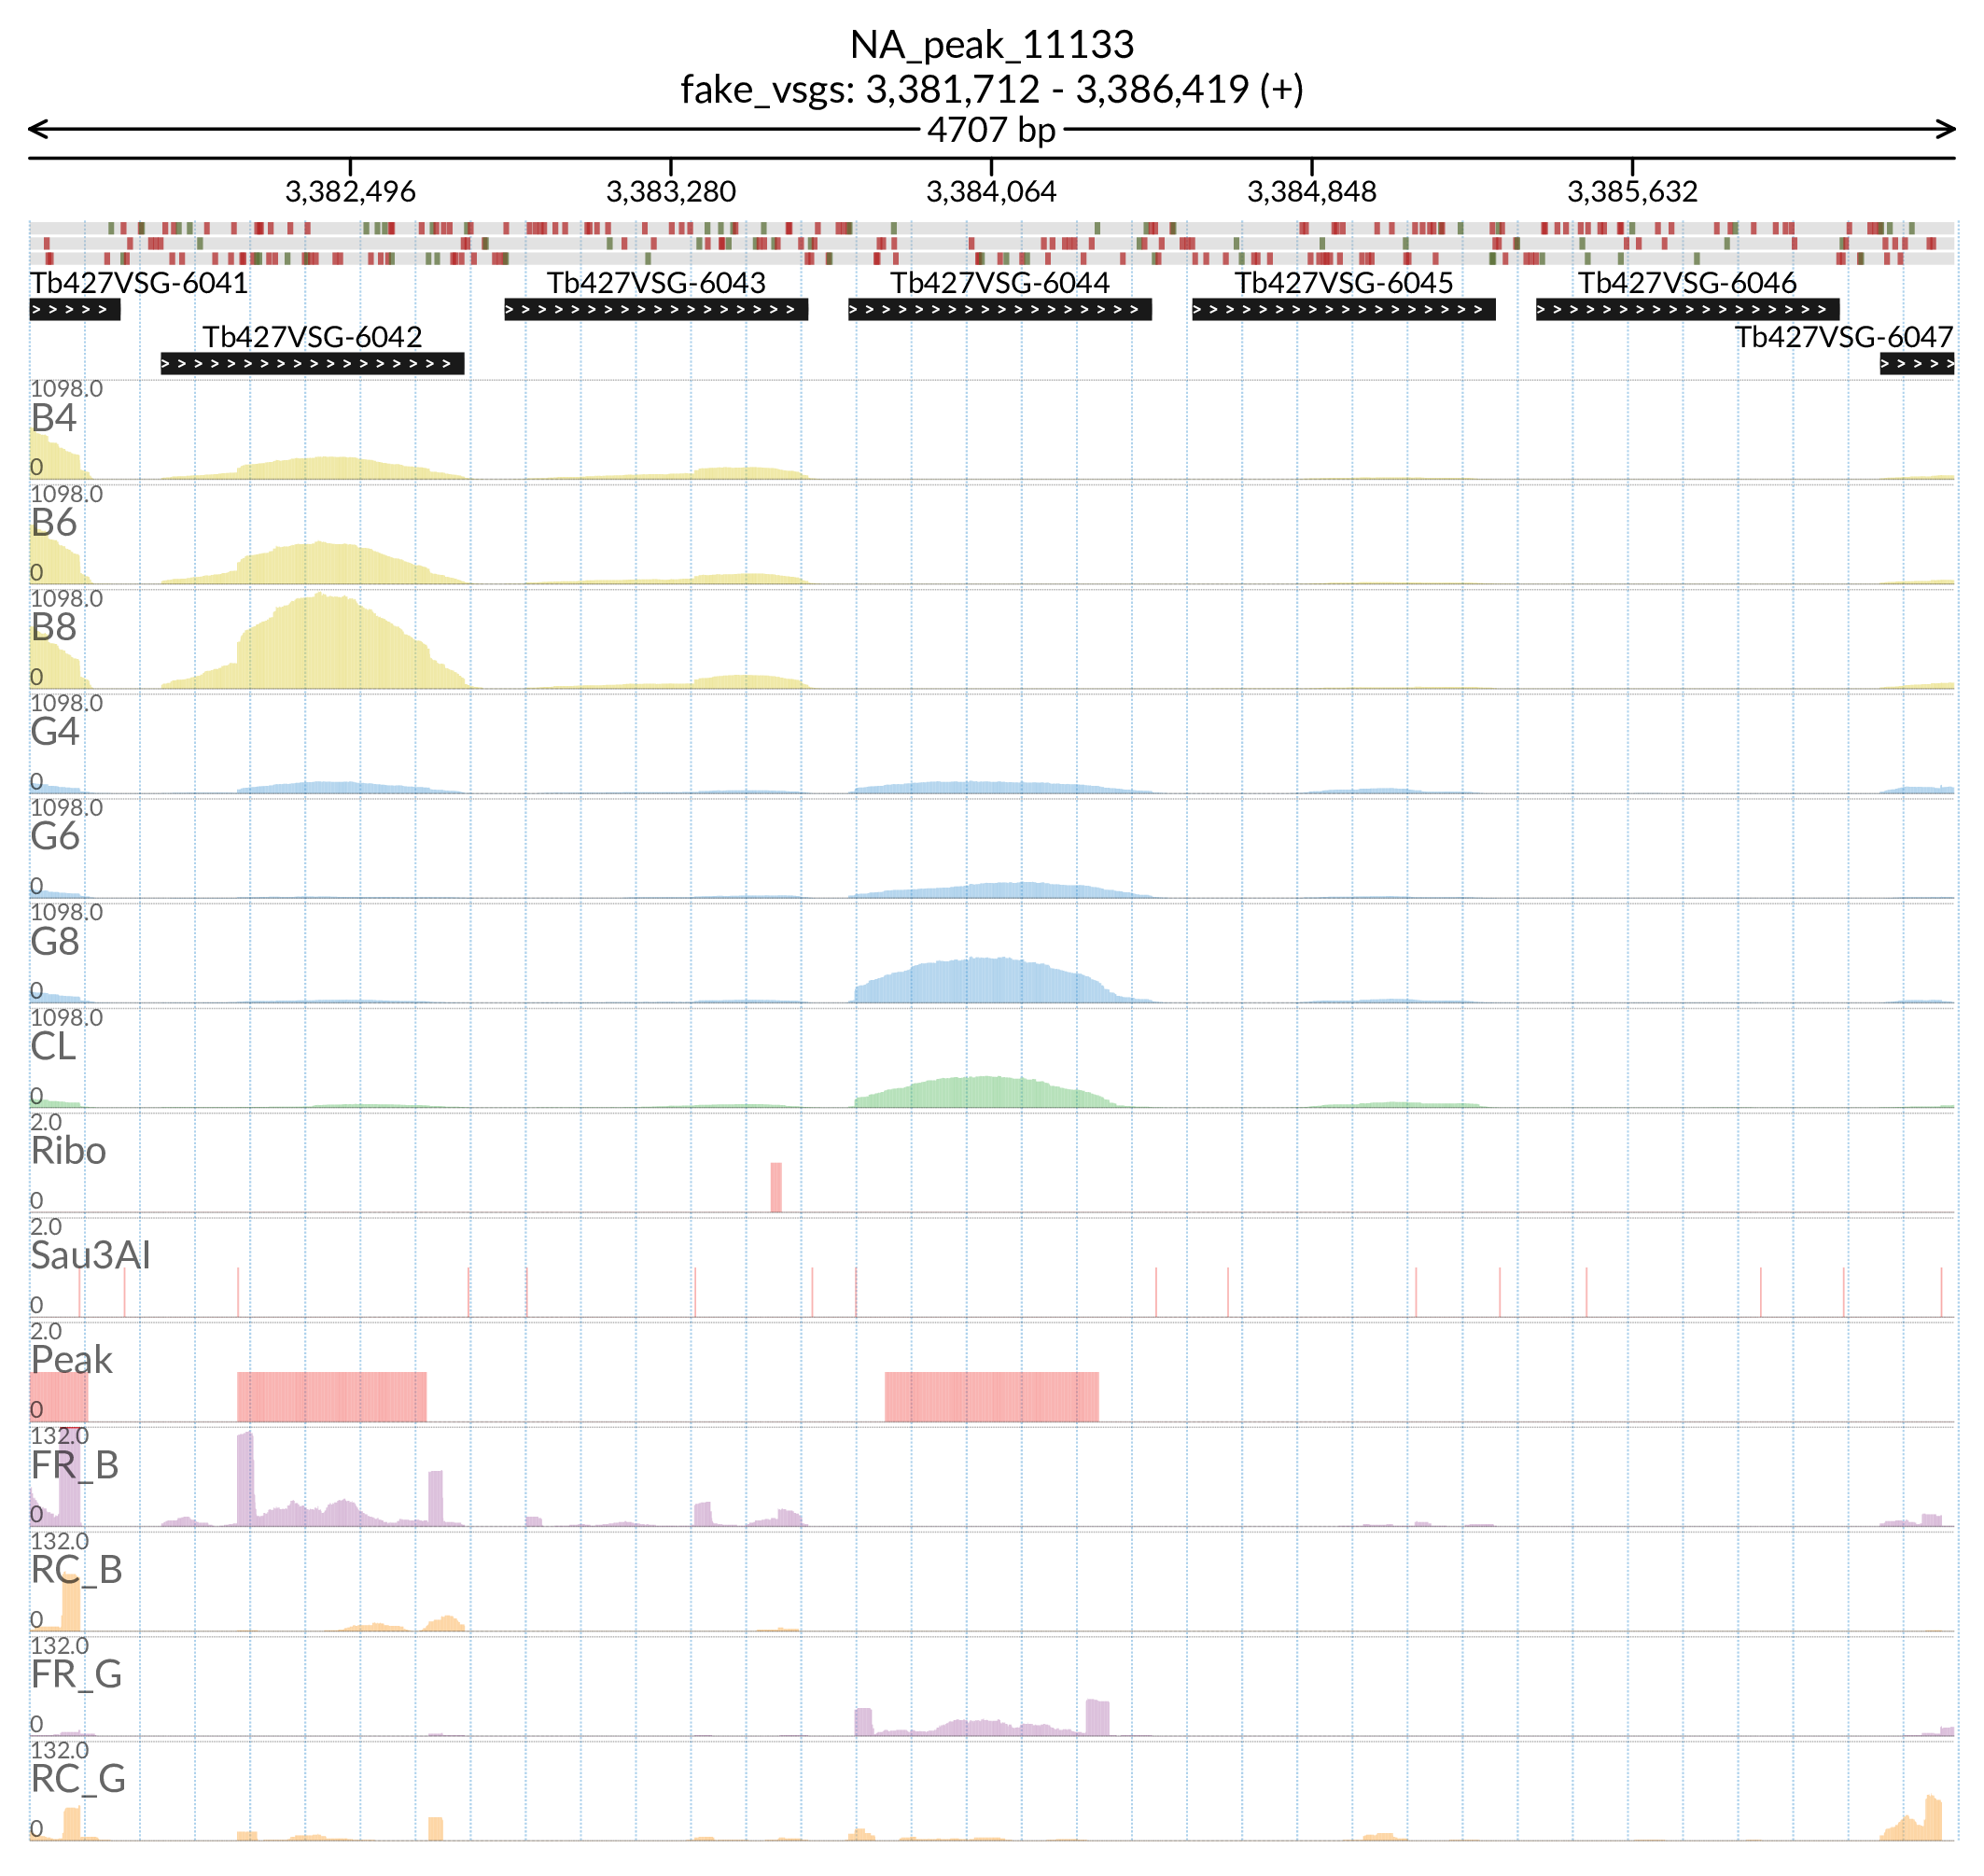 NA_peak_11133
fake_vsgs: 3,381,712 - 3,386,419 (+)
4707 bp
3,382,496 3,383,280 3,384,064 3,384,848 3,385,632
Tb427VSG-6041 Tb427VSG-6043 Tb427VSG-6044 Tb427VSG-6045 Tb427VSG-6046
Tb427VSG-6042 Tb427VSG-6047
1098.0
B4
0
1098.0
B6
0
1098.0
B8
0
1098.0
G4
0
1098.0
G6
0
1098.0
G8
0
1098.0
CL
0
2.0
Ribo
0
2.0
Sau3AI
0
2.0
Peak
0
132.0
FR_B
0
132.0
RC_B
0
132.0
FR_G
0
132.0
RC_G
0